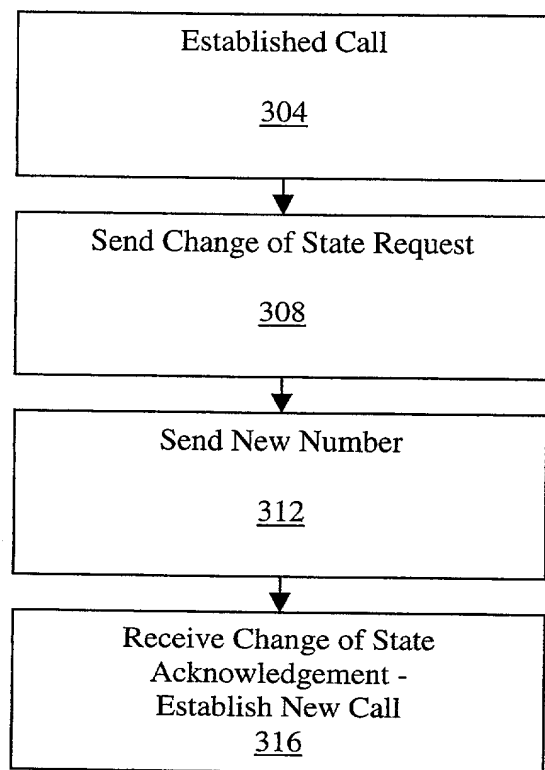 Established Call
304
Send Change of State Request
308
Send New Number
312
Receive Change of State
Acknowledgement -
Establish New Call
316